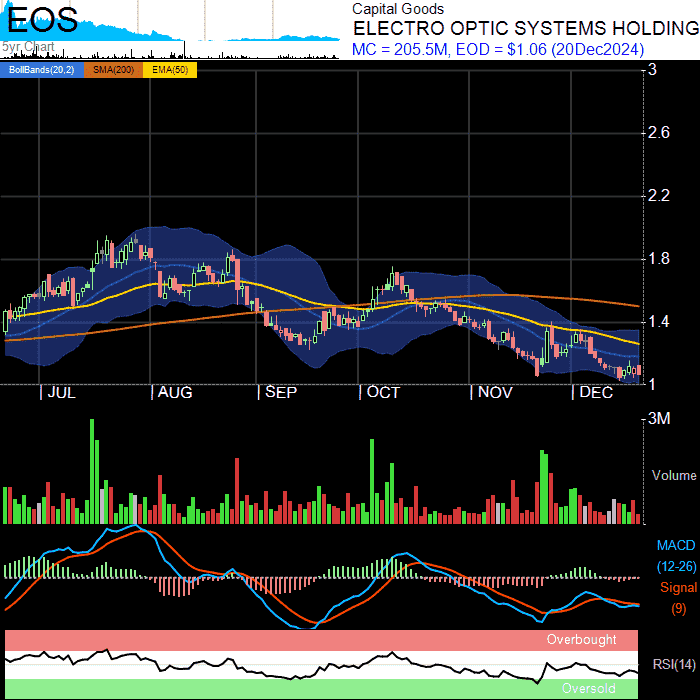 EOS
5yr Chart
Capital Goods
ELECTRO OPTIC SYSTEMS HOLDING
MC = 205.5M, EOD = $1.06 (20Dec2024)
BollBands(20,2) SMA(200) EMA(50)
3
2.6
2.2
1.8
1.4
1
JUL AUG SEP OCT NOV DEC
3M
Volume
MACD
(12-26)
Signal
(9)
Overbought
RSI(14)
Oversold